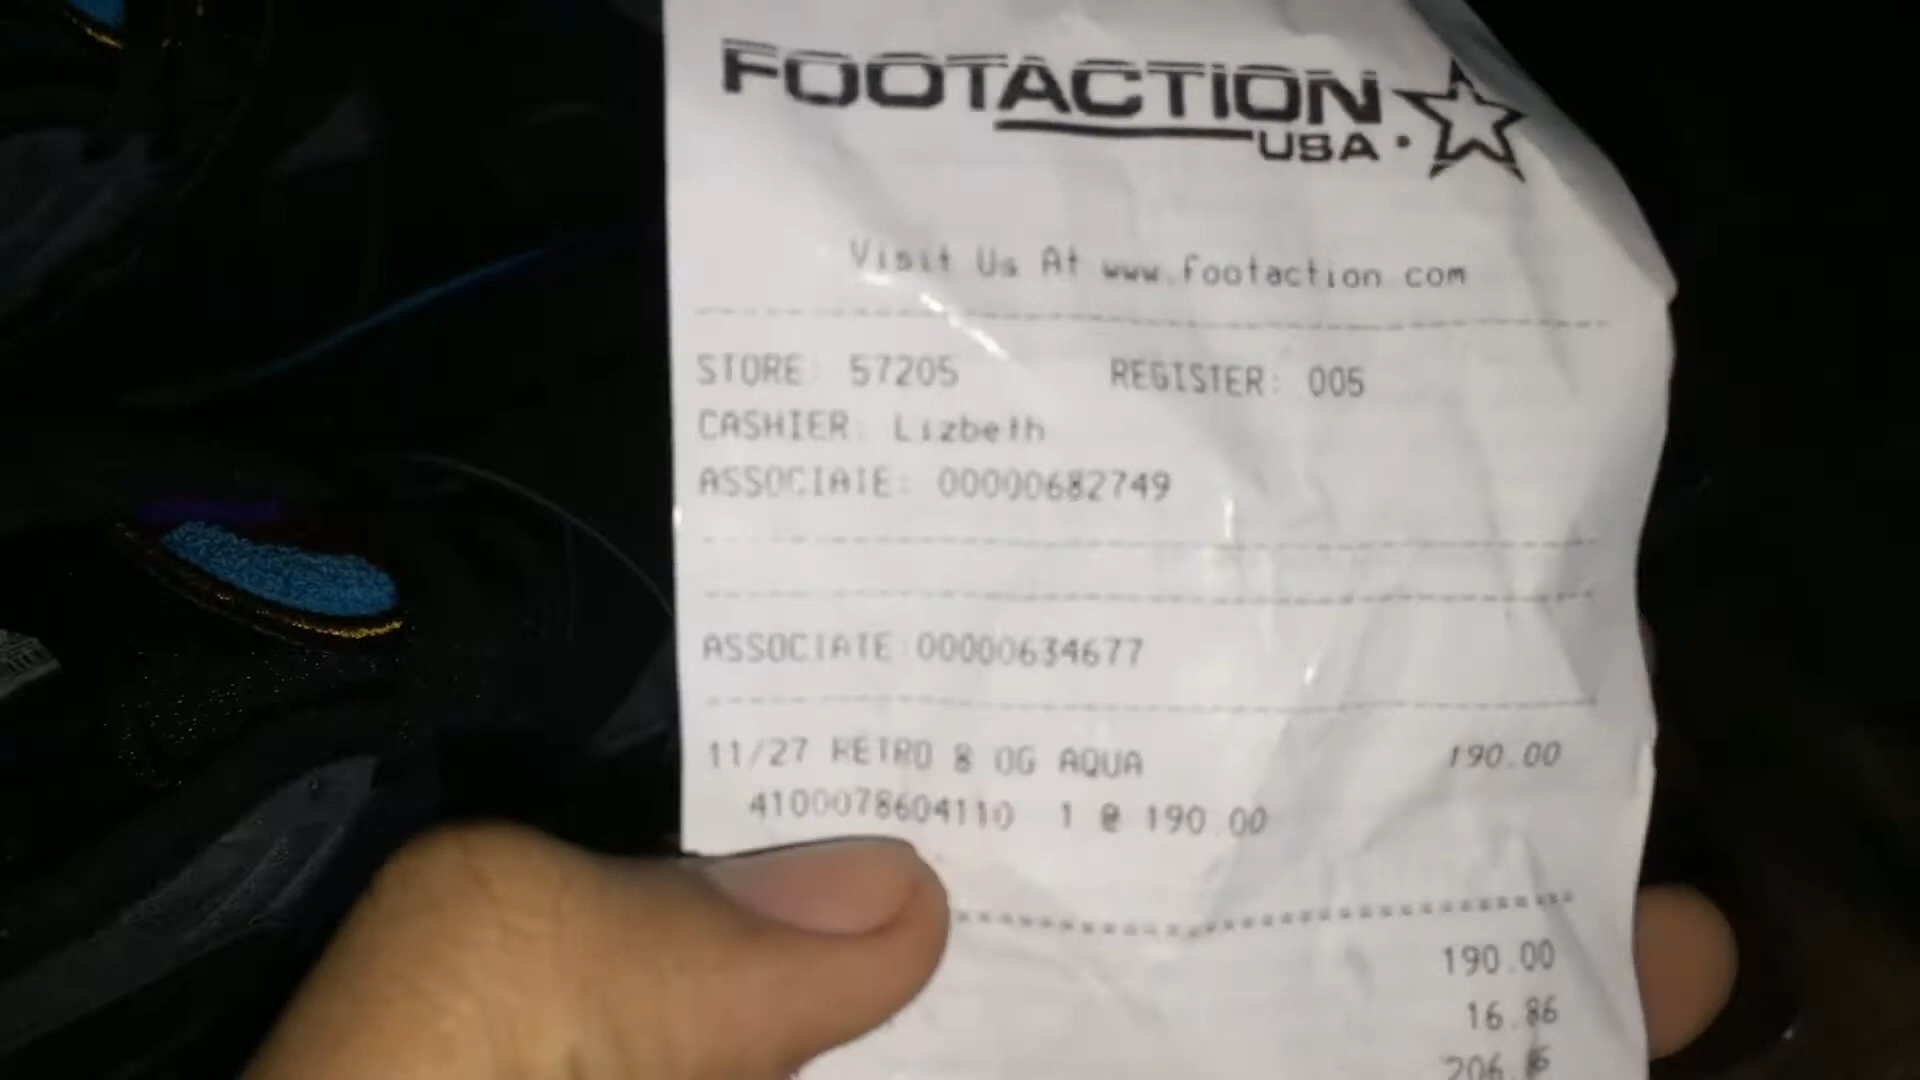 FOOTACTION
USA
Visit Us At www.footaction.com
STORE: 57205 REGISTER: 005
CASHIER: Lizbeth
ASSOCIATE: 00000682749
ASSOCIATE:00000634677
11/27 RETRO 8 OG AQUA 190.00
4100078604110 1 @ 190.00
190.00
16.86